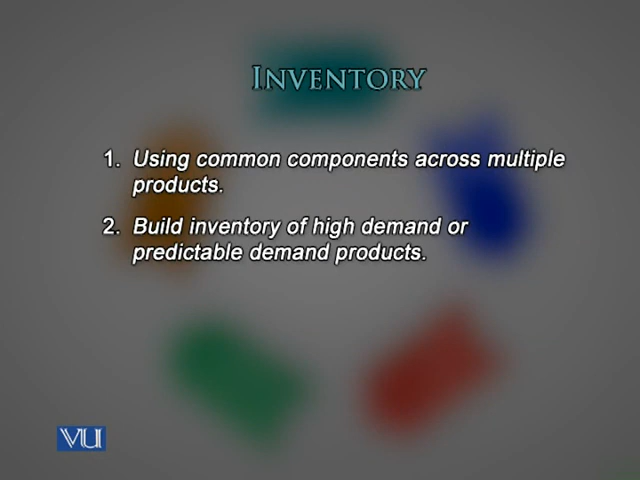 INVENTORY
1. Using common components across multiple
products.
2. Build inventory of high demand or
predictable demand products.
VU